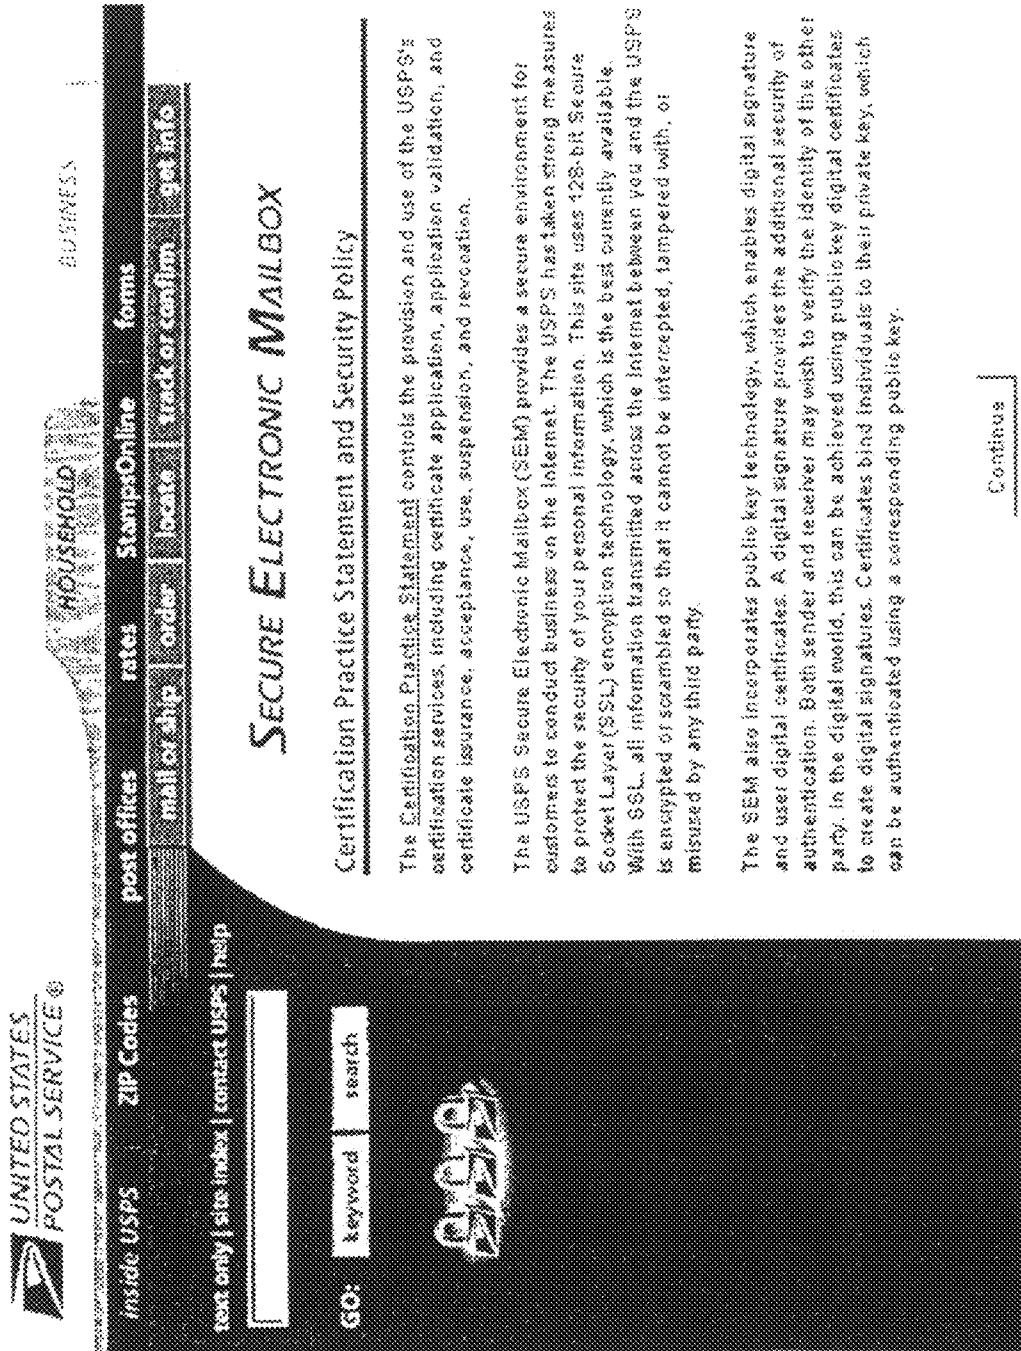 UNITED STATES
POSTAL SERVICE®
HOUSEHOLD
BUSINESS
inside USPS
ZIP Codes
post offices
rates
StampsOnline
forms
mail or ship
order
locate
track or confirm
get info
text only | site index | contact USPS | help
GO:
keyword
search
SECURE ELECTRONIC MAILBOX
Certification Practice Statement and Security Policy
The Certification Practice Statement controls the provision and use of the USPS's
certification services, including certificate application, application validation, and
certificate issurance, acceplance, use, suspension, and revocation.
The USPS Secure Electronic Mailbox (SEM) provides a secure environment for
customers to conduct business on the Internet. The USPS has taken strong measures
to protect the security of your personal information. This site uses 128-bit Secure
Socket Layer (SSL) encryption technology, which is the best currently available.
With SSL, all information transmitted across the Internet between you and the USPS
is encrypted or scrambled so that it cannot be intercepted, tampered with, or
misused by any third party.
The SEM also incorporates public key technology, which enables digital signature
and user digital certificates. A digital signature provides the additional security of
authentication. Both sender and receiver may wish to verify the identity of the other
party. In the digital world, this can be achieved using public key digital certificates
to create digital signatures. Certificates bind individuals to their private key, which
can be authenticated using a corresponding public key.
Continue